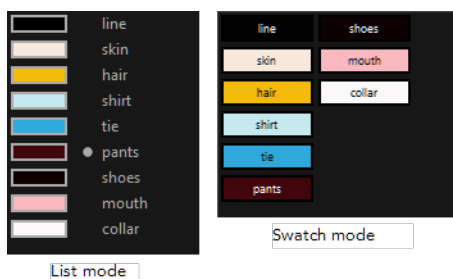 line
skin
hair
shirt
tie
pants
shoes
mouth
collar
List mode
line
shoes
skin
mouth
hair
collar
shirt
tie
pants
Swatch mode